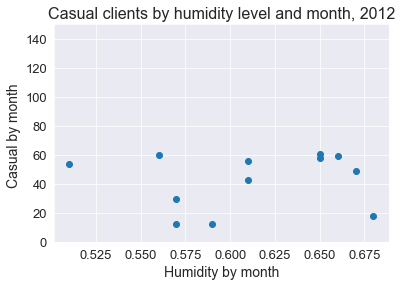 Casual clients by humidity level and month, 2012
140
120
100
80
60
40
20
0
Casual by month
0.525 0.550 0.575 0.600 0.625 0.650 0.675
Humidity by month